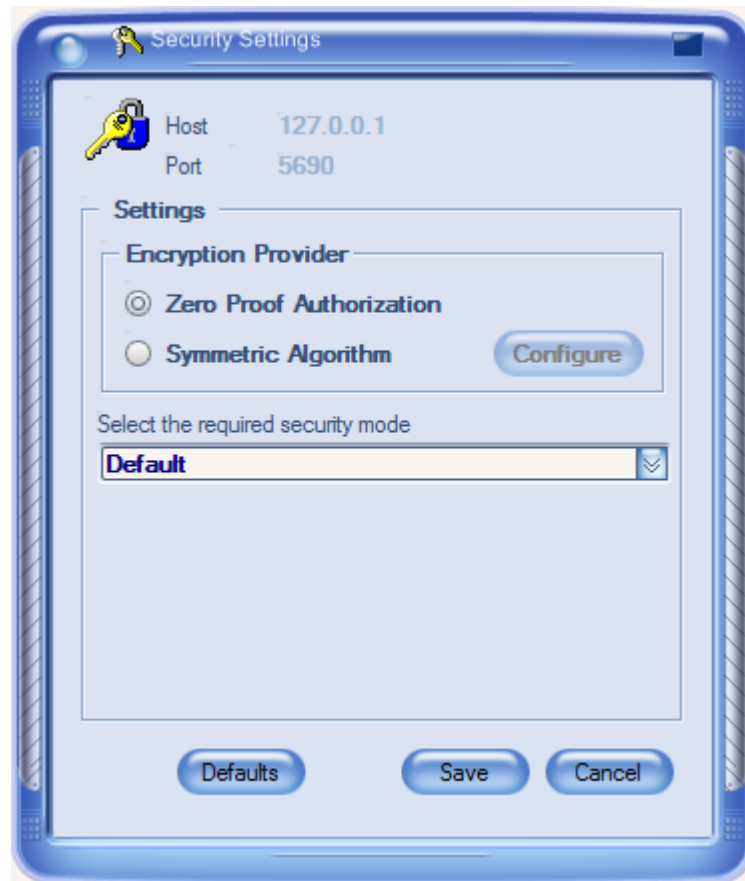 Security Settings
Host 127.0.0.1
Port 5690
Settings
Encryption Provider
Zero Proof Authorization
Symmetric Algorithm Configure
Select the required security mode
Default
Defaults Save Cancel